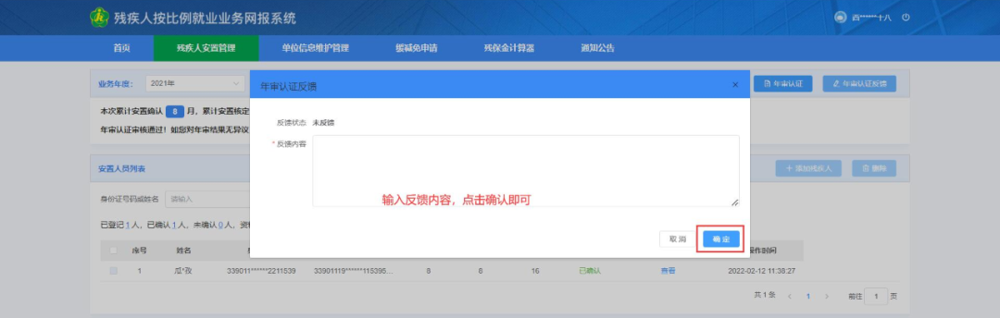 残疾人按比例就业业务网报系统
西******十八
首页 残疾人安置管理 单位信息维护管理 缓减免申请 残保金计算器 通知公告
业务年度: 2021年 年审认证 年审认证反馈
年审认证反馈 ×
本次累计安置确认 8 月, 累计安置核定
年审认证审核通过! 如您对年审结果无异议
反馈状态 未反馈
* 反馈内容
安置人员列表 + 添加残疾人 删除
身份证号码或姓名 请输入
输入反馈内容，点击确认即可
已登记 1 人, 已确认 1 人, 未确认 0 人, 资
取消 确定
序号 姓名 操作时间
1 瓜*孜 339011******2211539 33901119******115395... 8 8 16 已确认 查看 2022-02-12 11:38:27
共 1 条 < 1 > 前往 1 页